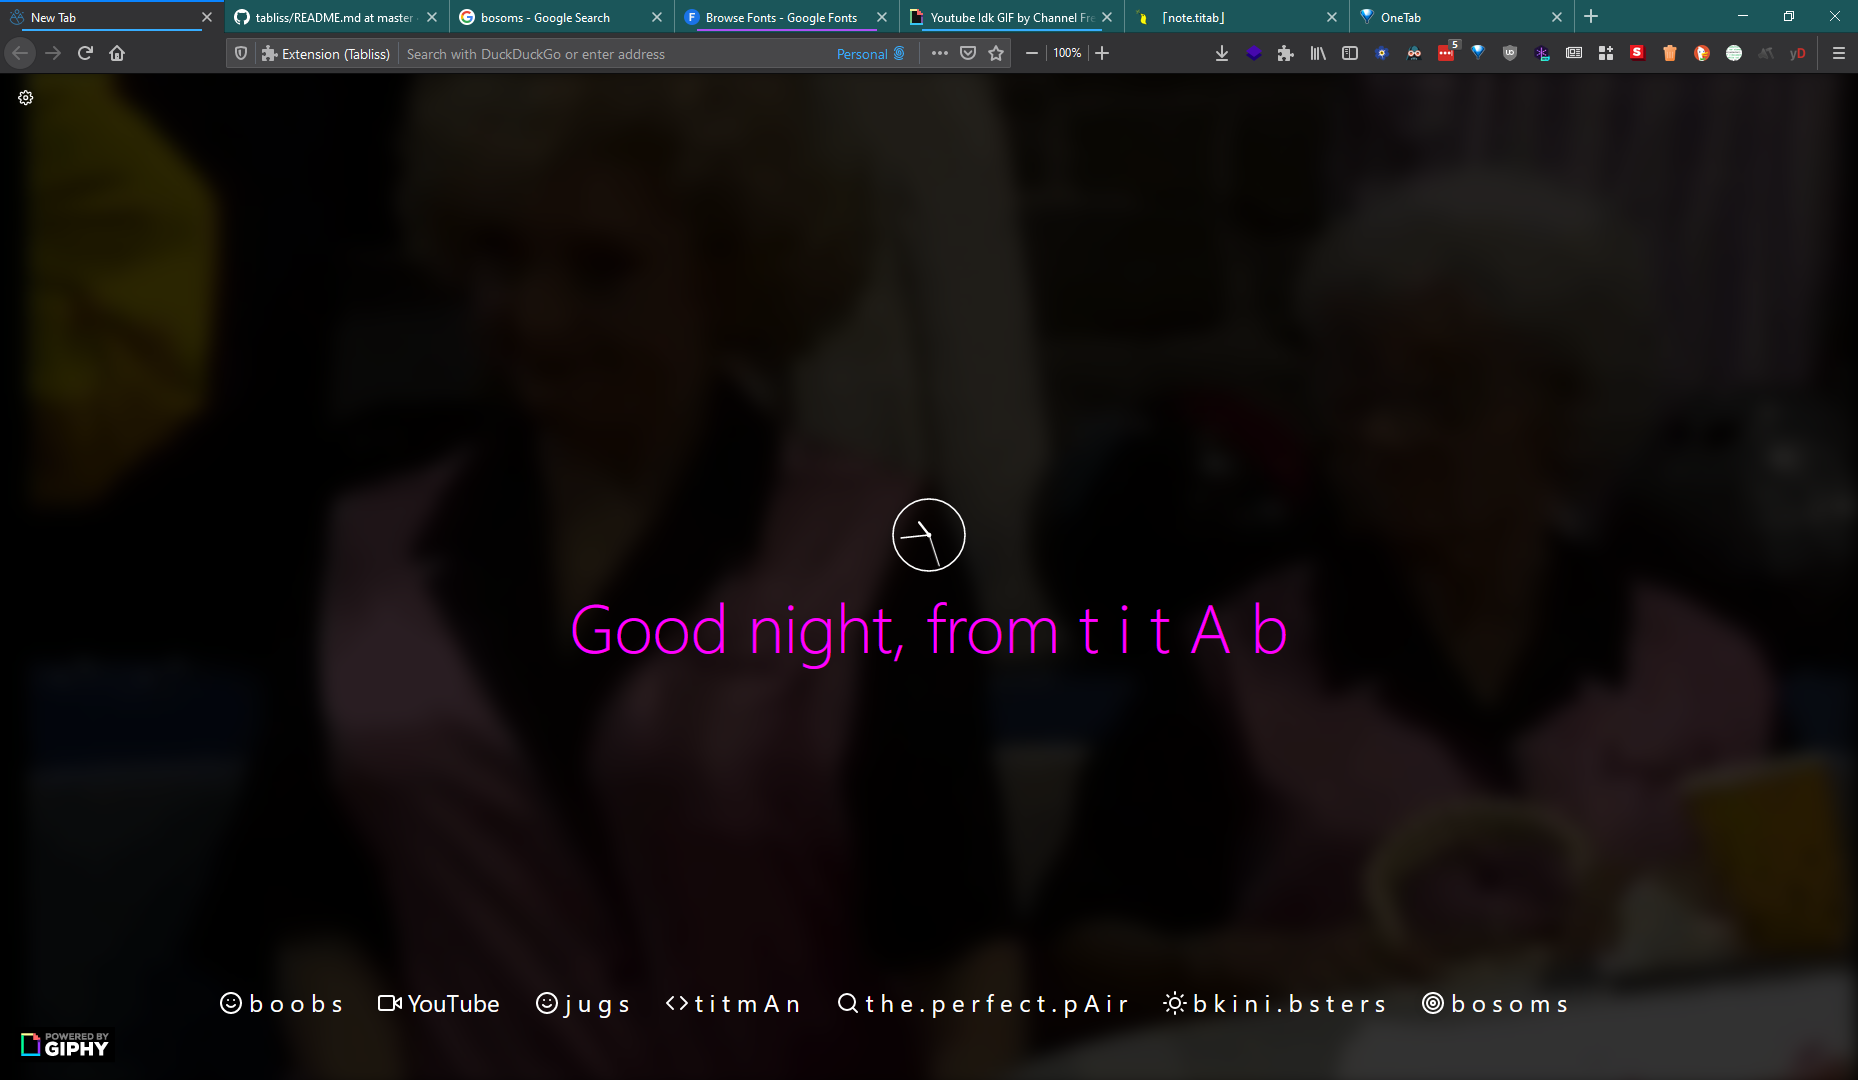 New Tab
tabliss/README.md at master
bosoms - Google Search
Browse Fonts - Google Fonts
Youtube Idk GIF by Channel Fre
「note.titab」
OneTab
Extension (Tabliss)
Search with DuckDuckGo or enter address
Personal
100%
5
S
yD
Good night, from t i t A b
b o o b s
YouTube
j u g s
t i t m A n
t h e . p e r f e c t . p A i r
b k i n i . b s t e r s
b o s o m s
POWERED BY
GIPHY